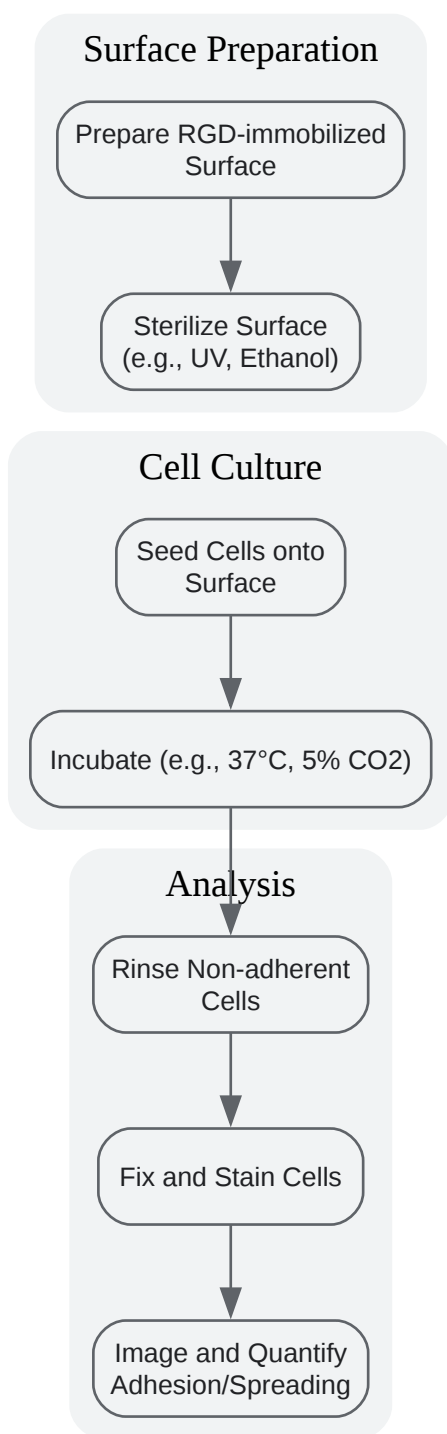 Surface Preparation
Prepare RGD-immobilized
Surface
Sterilize Surface
(e.g., UV, Ethanol)
Cell Culture
Seed Cells onto
Surface
Incubate (e.g., 37°C, 5% CO2)
Analysis
Rinse Non-adherent
Cells
Fix and Stain Cells
Image and Quantify
Adhesion/Spreading